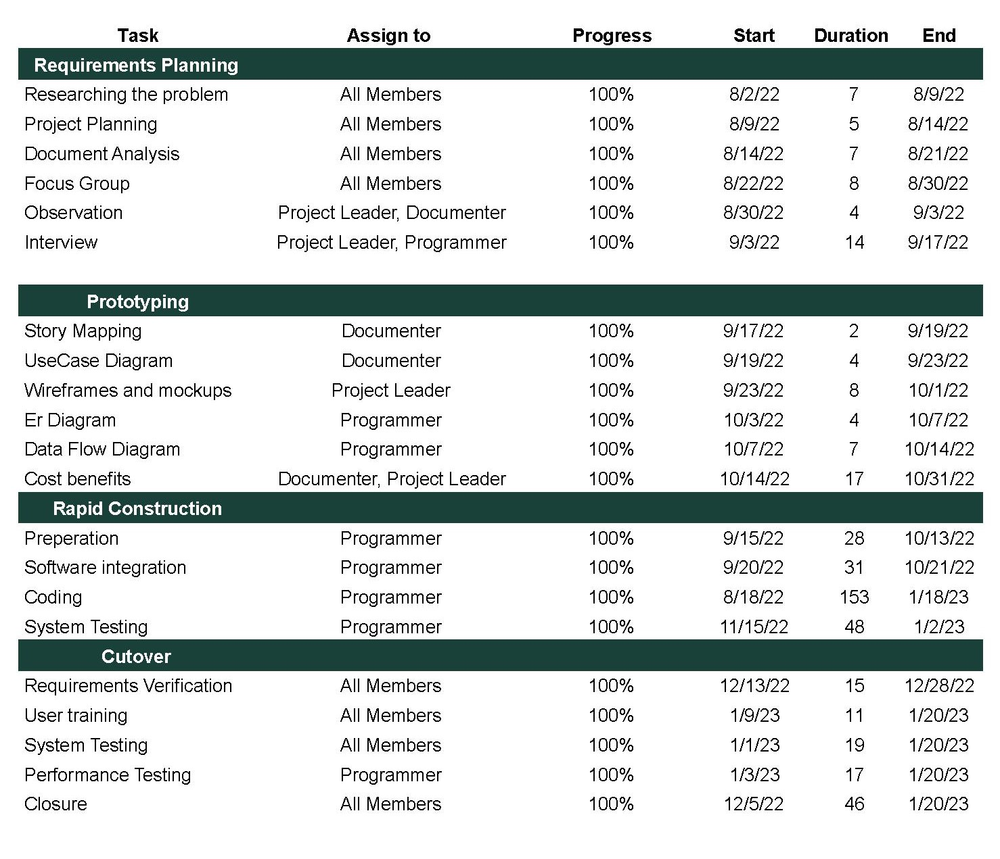 Task Assign to Progress Start Duration End
Requirements Planning
Researching the problem All Members 100% 8/2/22 7 8/9/22
Project Planning All Members 100% 8/9/22 5 8/14/22
Document Analysis All Members 100% 8/14/22 7 8/21/22
Focus Group All Members 100% 8/22/22 8 8/30/22
Observation Project Leader, Documenter 100% 8/30/22 4 9/3/22
Interview Project Leader, Programmer 100% 9/3/22 14 9/17/22
Prototyping
Story Mapping Documenter 100% 9/17/22 2 9/19/22
UseCase Diagram Documenter 100% 9/19/22 4 9/23/22
Wireframes and mockups Project Leader 100% 9/23/22 8 10/1/22
Er Diagram Programmer 100% 10/3/22 4 10/7/22
Data Flow Diagram Programmer 100% 10/7/22 7 10/14/22
Cost benefits Documenter, Project Leader 100% 10/14/22 17 10/31/22
Rapid Construction
Preperation Programmer 100% 9/15/22 28 10/13/22
Software integration Programmer 100% 9/20/22 31 10/21/22
Coding Programmer 100% 8/18/22 153 1/18/23
System Testing Programmer 100% 11/15/22 48 1/2/23
Cutover
Requirements Verification All Members 100% 12/13/22 15 12/28/22
User training All Members 100% 1/9/23 11 1/20/23
System Testing All Members 100% 1/1/23 19 1/20/23
Performance Testing Programmer 100% 1/3/23 17 1/20/23
Closure All Members 100% 12/5/22 46 1/20/23